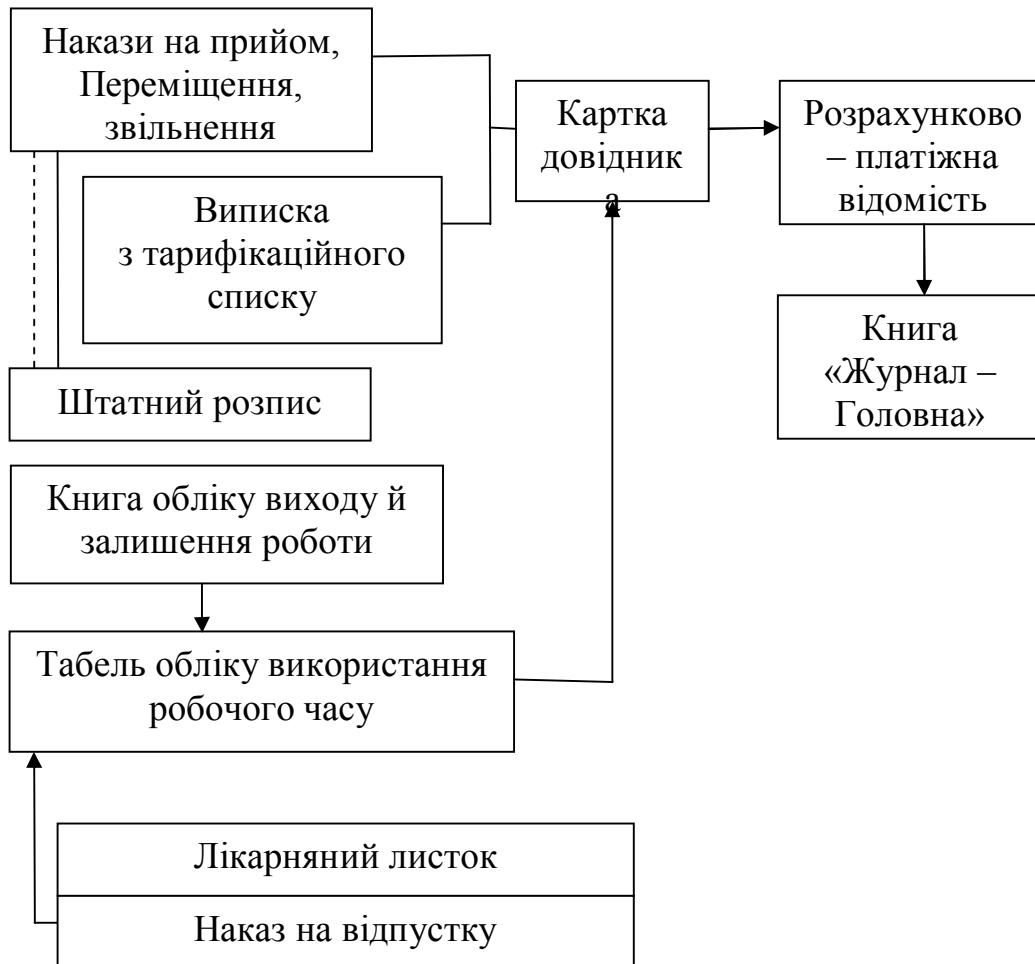 Накази на прийом,
Переміщення,
звільнення
Картка
довідник
а
Розрахунково
– платіжна
відомість
Виписка
з тарифікаційного
списку
Книга
«Журнал –
Головна»
Штатний розпис
Книга обліку виходу й
залишення роботи
Табель обліку використання
робочого часу
Лікарняний листок
Наказ на відпустку